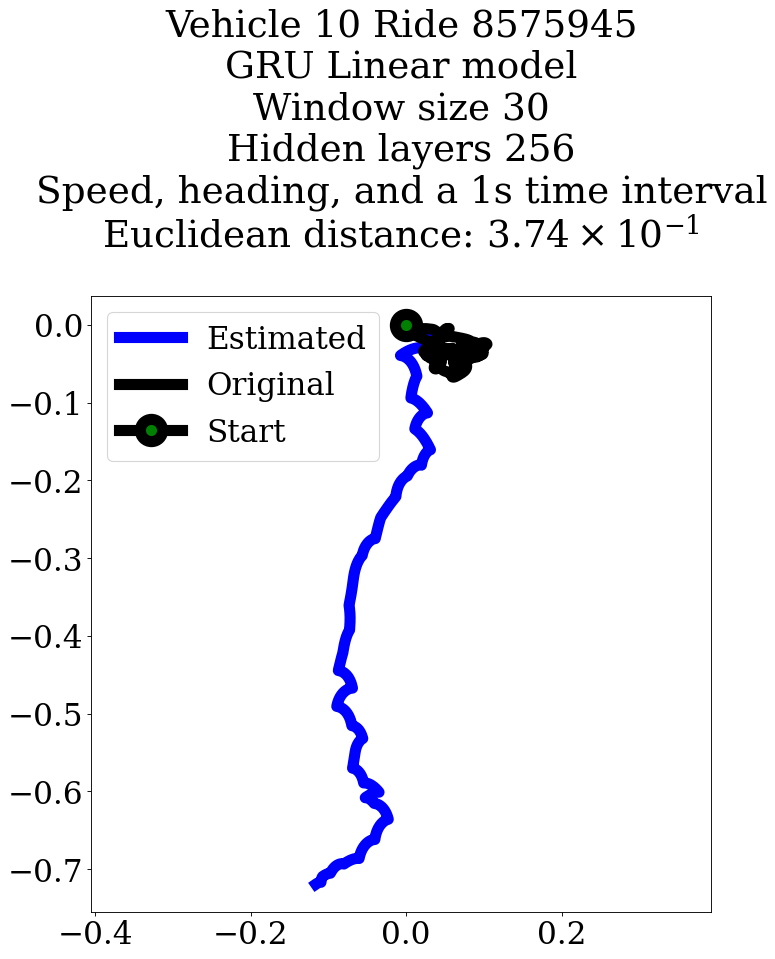 Vehicle 10 Ride 8575945
GRU Linear model
Window size 30
Hidden layers 256
Speed, heading, and a 1s time interval
Euclidean distance: 3.74 × 10⁻¹
Estimated
Original
Start
0.0
−0.1
−0.2
−0.3
−0.4
−0.5
−0.6
−0.7
−0.4 −0.2 0.0 0.2